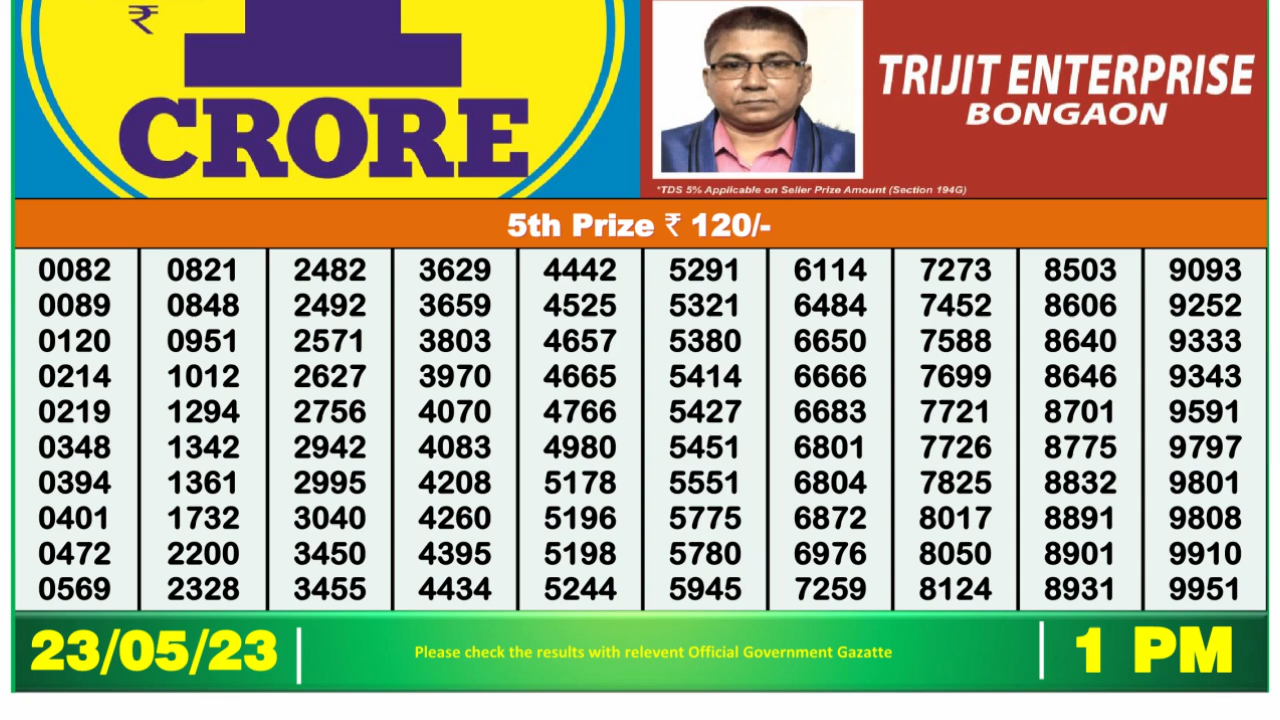 ₹
1
CRORE
TRIJIT ENTERPRISE
BONGAON
*TDS 5% Applicable on Seller Prize Amount (Section 194G)
5th Prize ₹ 120/-
0082 0821 2482 3629 4442 5291 6114 7273 8503 9093
0089 0848 2492 3659 4525 5321 6484 7452 8606 9252
0120 0951 2571 3803 4657 5380 6650 7588 8640 9333
0214 1012 2627 3970 4665 5414 6666 7699 8646 9343
0219 1294 2756 4070 4766 5427 6683 7721 8701 9591
0348 1342 2942 4083 4980 5451 6801 7726 8775 9797
0394 1361 2995 4208 5178 5551 6804 7825 8832 9801
0401 1732 3040 4260 5196 5775 6872 8017 8891 9808
0472 2200 3450 4395 5198 5780 6976 8050 8901 9910
0569 2328 3455 4434 5244 5945 7259 8124 8931 9951
23/05/23 Please check the results with relevent Official Government Gazatte 1 PM